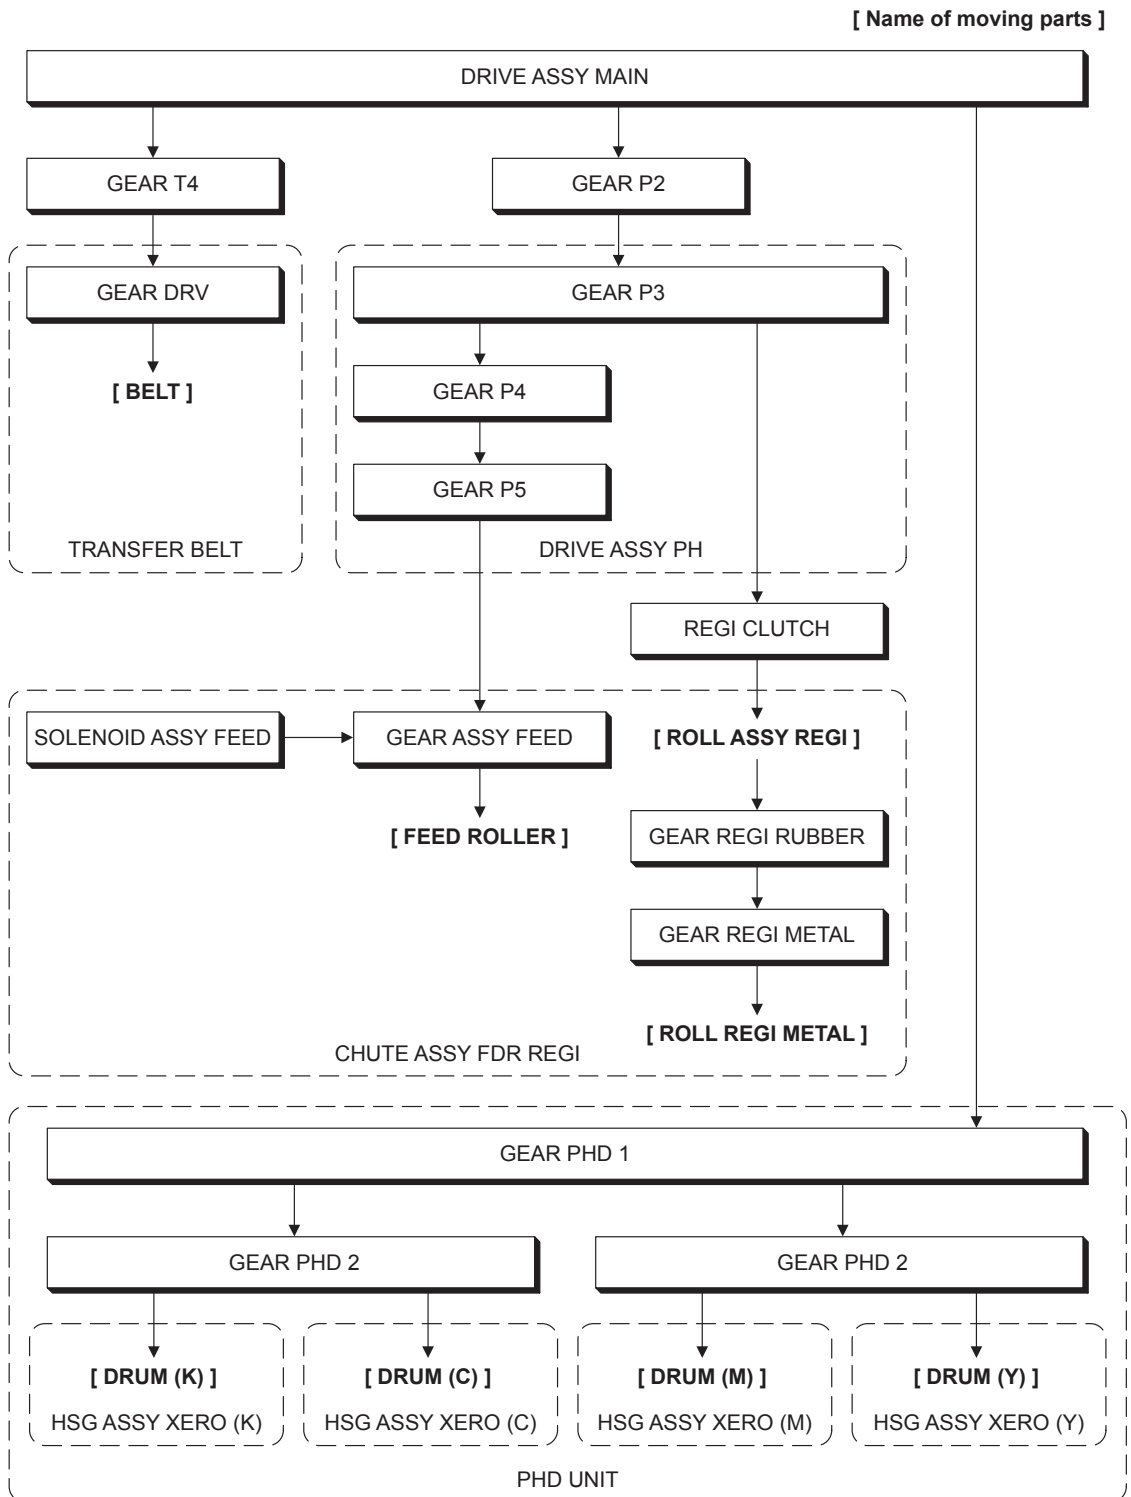 [ Name of moving parts ]
DRIVE ASSY MAIN
GEAR T4
GEAR P2
GEAR DRV
GEAR P3
[ BELT ]
GEAR P4
GEAR P5
TRANSFER BELT
DRIVE ASSY PH
REGI CLUTCH
SOLENOID ASSY FEED
GEAR ASSY FEED
[ ROLL ASSY REGI ]
[ FEED ROLLER ]
GEAR REGI RUBBER
GEAR REGI METAL
[ ROLL REGI METAL ]
CHUTE ASSY FDR REGI
GEAR PHD 1
GEAR PHD 2
GEAR PHD 2
[ DRUM (K) ]
[ DRUM (C) ]
[ DRUM (M) ]
[ DRUM (Y) ]
HSG ASSY XERO (K)
HSG ASSY XERO (C)
HSG ASSY XERO (M)
HSG ASSY XERO (Y)
PHD UNIT